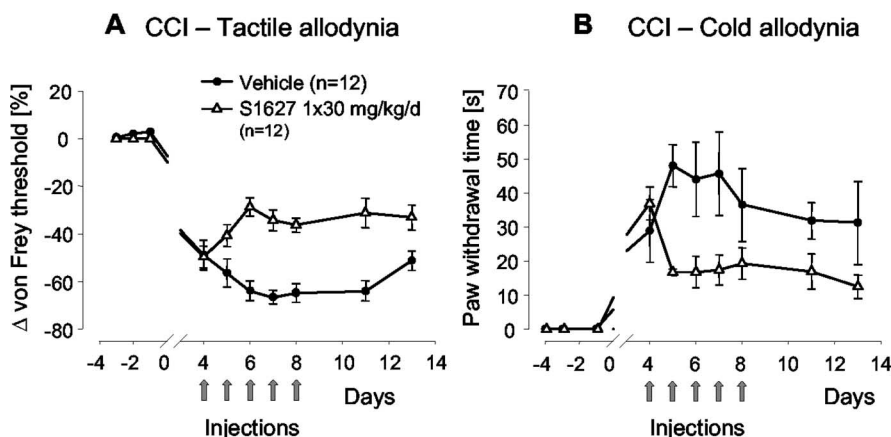 A CCI – Tactile allodynia
Δ von Frey threshold [%]
20
0
-20
-40
-60
-80
Vehicle (n=12)
S1627 1x30 mg/kg/d
(n=12)
-4 -2 0 4 6 8 10 12 14
Days
Injections
B CCI – Cold allodynia
Paw withdrawal time [s]
70
60
50
40
30
20
10
0
-4 -2 0 4 6 8 10 12 14
Days
Injections